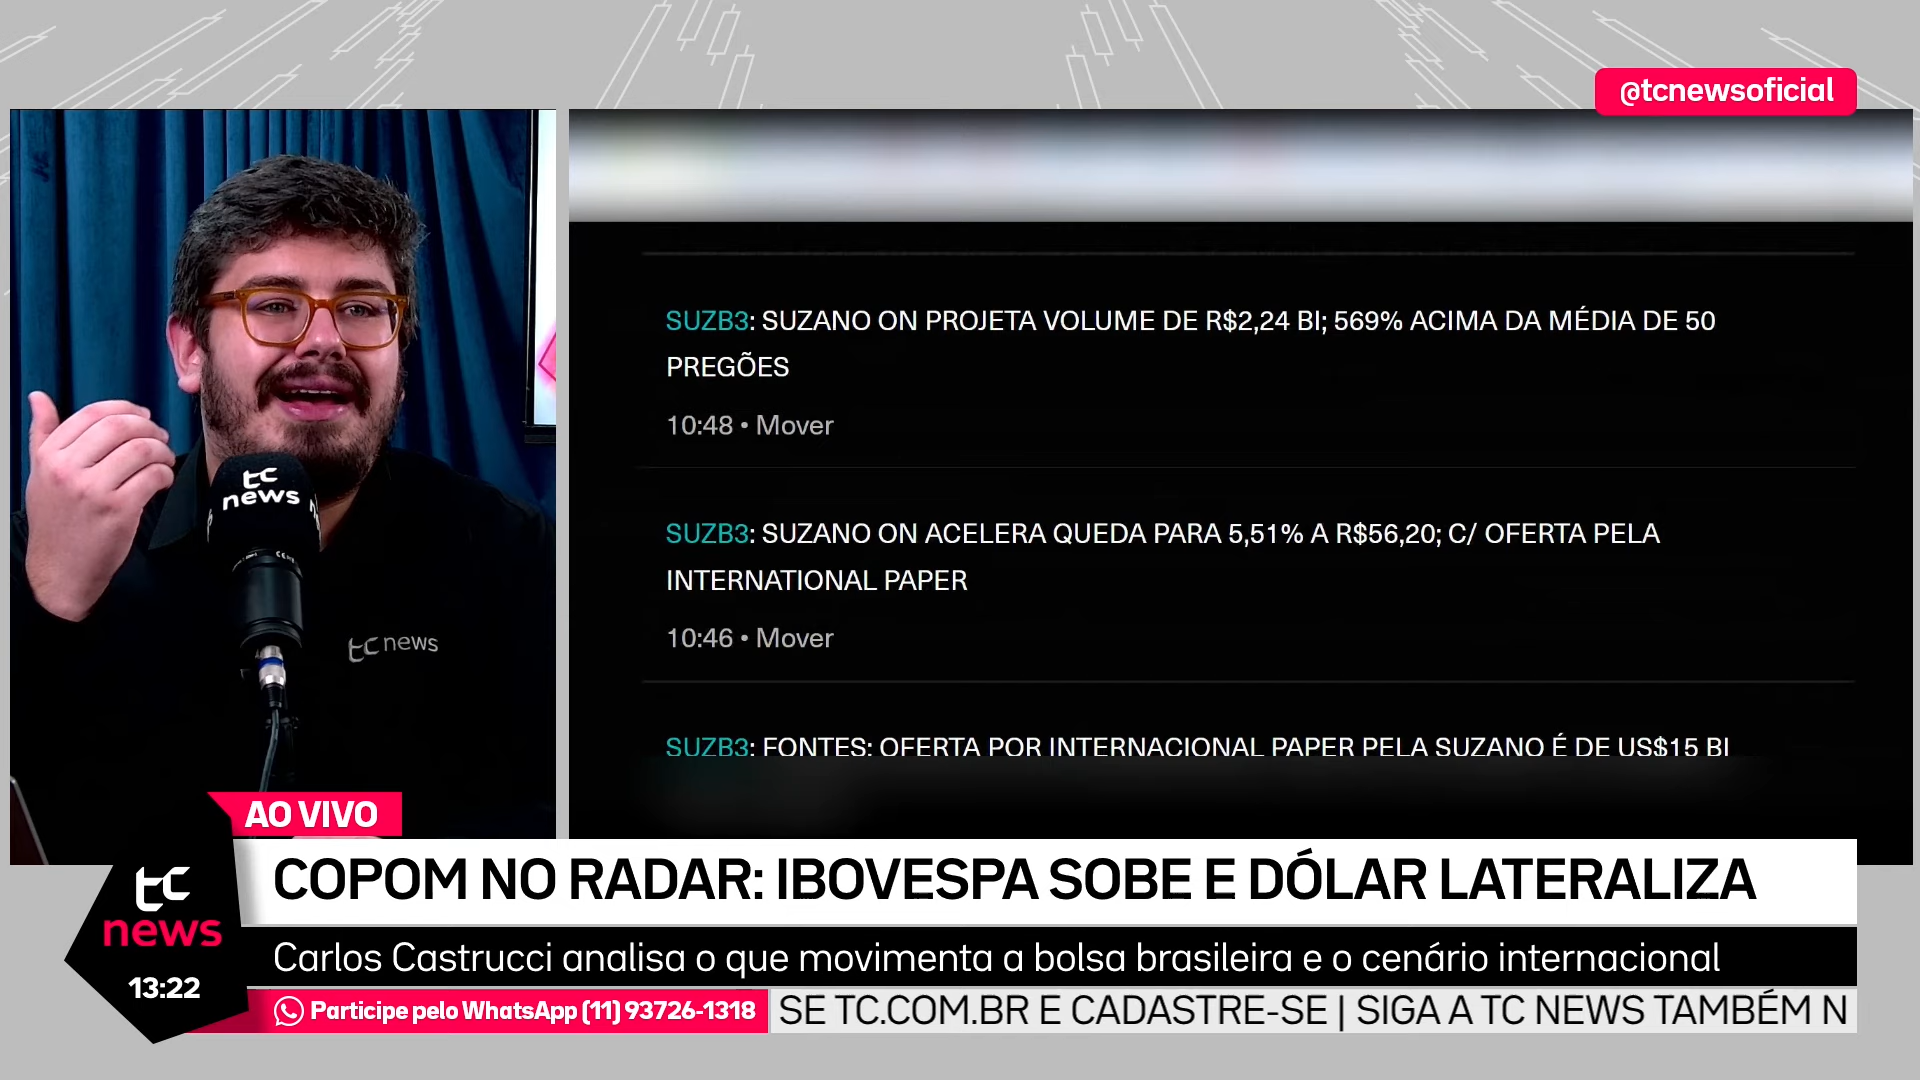 @tcnewsoficial
SUZB3: SUZANO ON PROJETA VOLUME DE R$2,24 BI; 569% ACIMA DA MÉDIA DE 50
PREGÕES
10:48 • Mover
SUZB3: SUZANO ON ACELERA QUEDA PARA 5,51% A R$56,20; C/ OFERTA PELA
INTERNATIONAL PAPER
10:46 • Mover
SUZB3: FONTES: OFERTA POR INTERNACIONAL PAPER PELA SUZANO É DE US$15 BI
tc
news
tc news
AO VIVO
COPOM NO RADAR: IBOVESPA SOBE E DÓLAR LATERALIZA
Carlos Castrucci analisa o que movimenta a bolsa brasileira e o cenário internacional
tc
news
13:22
Participe pelo WhatsApp (11) 93726-1318
SE TC.COM.BR E CADASTRE-SE | SIGA A TC NEWS TAMBÉM N